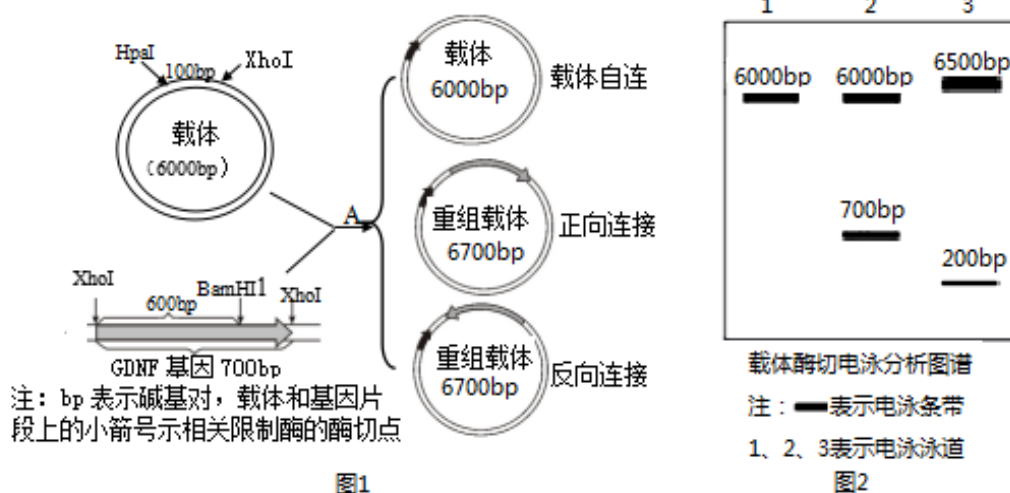 HpaI
100bp
XhoI
载体
(6000bp)
XhoI
600bp
BamHI1
XhoI
GDNF 基因 700bp
注：bp 表示碱基对，载体和基因片
段上的小箭号示相关限制酶的酶切点
A
载体
6000bp
载体自连
重组载体
6700bp
正向连接
重组载体
6700bp
反向连接
图1
1 2 3
6000bp 6000bp 6500bp
700bp
200bp
载体酶切电泳分析图谱
注：表示电泳条带
1、2、3表示电泳泳道
图2